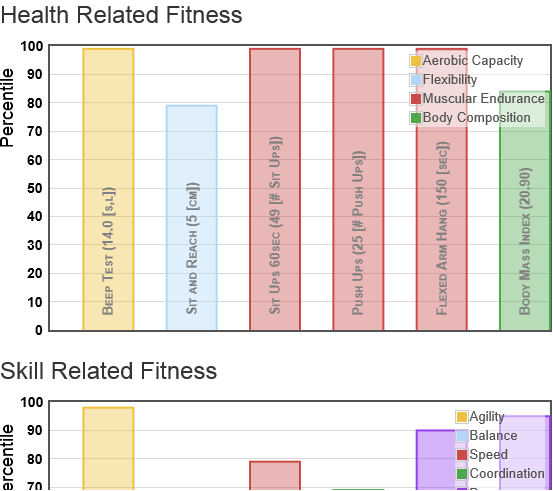 Health Related Fitness
Percentile
100
90
80
70
60
50
40
30
20
10
0
Beep Test (14.0 [s,l])
Sit and Reach (5 [cm])
Sit Ups 60sec (49 [# Sit Ups])
Push Ups (25 [# Push Ups])
Flexed Arm Hang (150 [sec])
Body Mass Index (20.90)
Aerobic Capacity
Flexibility
Muscular Endurance
Body Composition
Skill Related Fitness
ercentile
100
90
80
70
Agility
Balance
Speed
Coordination